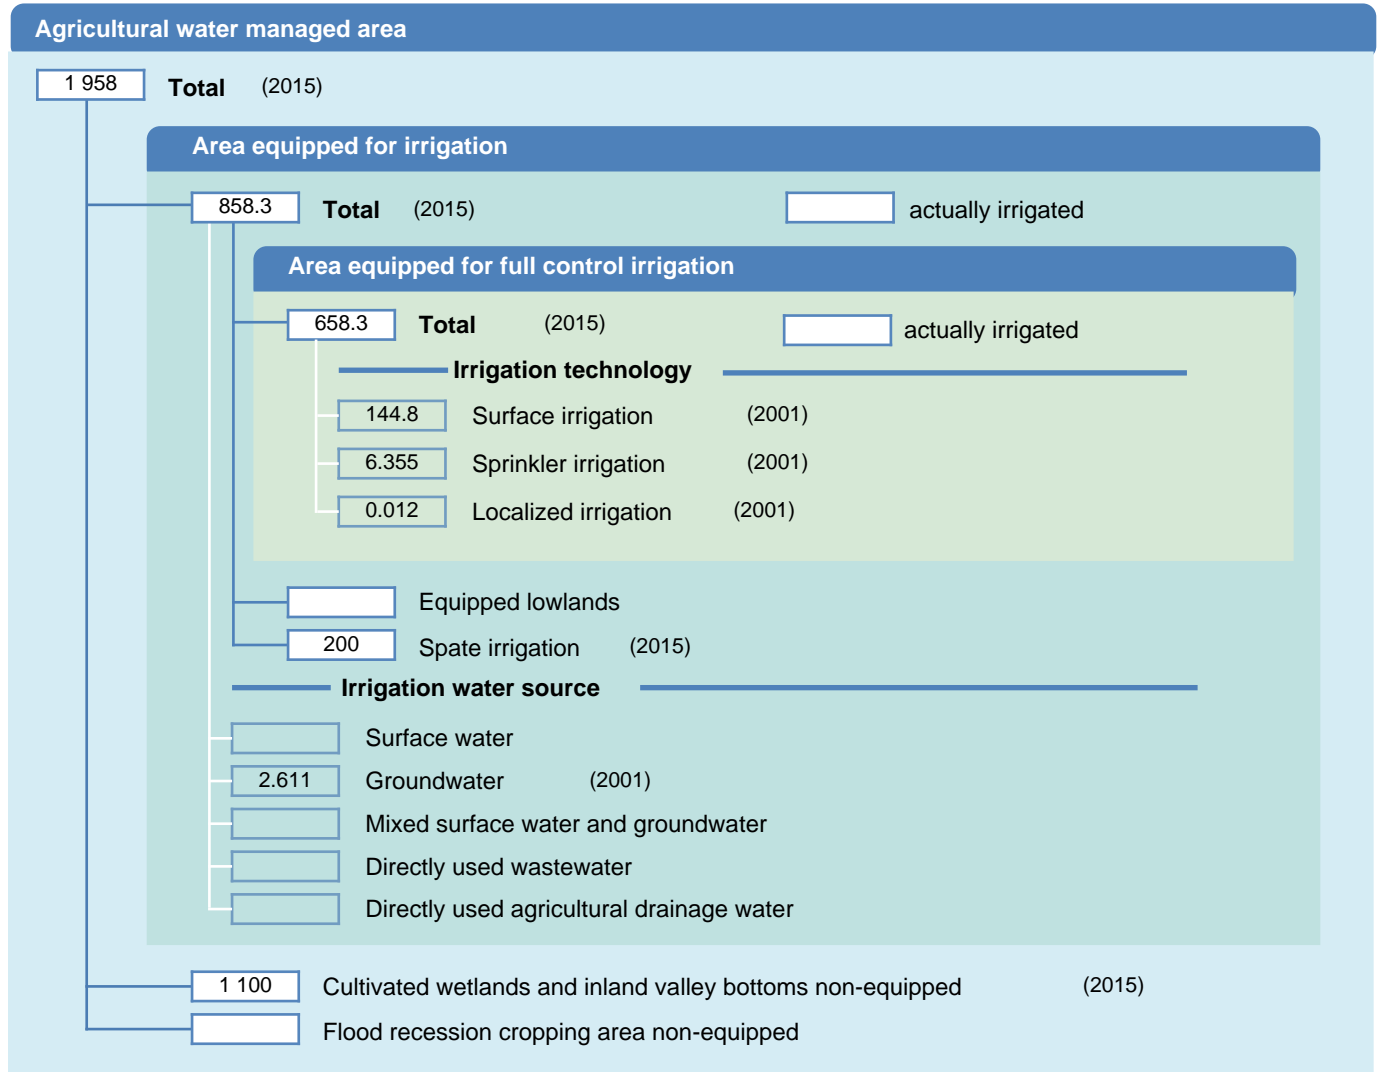 Agricultural water managed area
1 958 Total (2015)
Area equipped for irrigation
858.3 Total (2015) actually irrigated
Area equipped for full control irrigation
658.3 Total (2015) actually irrigated
Irrigation technology
144.8 Surface irrigation (2001)
6.355 Sprinkler irrigation (2001)
0.012 Localized irrigation (2001)
Equipped lowlands
200 Spate irrigation (2015)
Irrigation water source
Surface water
2.611 Groundwater (2001)
Mixed surface water and groundwater
Directly used wastewater
Directly used agricultural drainage water
1 100 Cultivated wetlands and inland valley bottoms non-equipped (2015)
Flood recession cropping area non-equipped